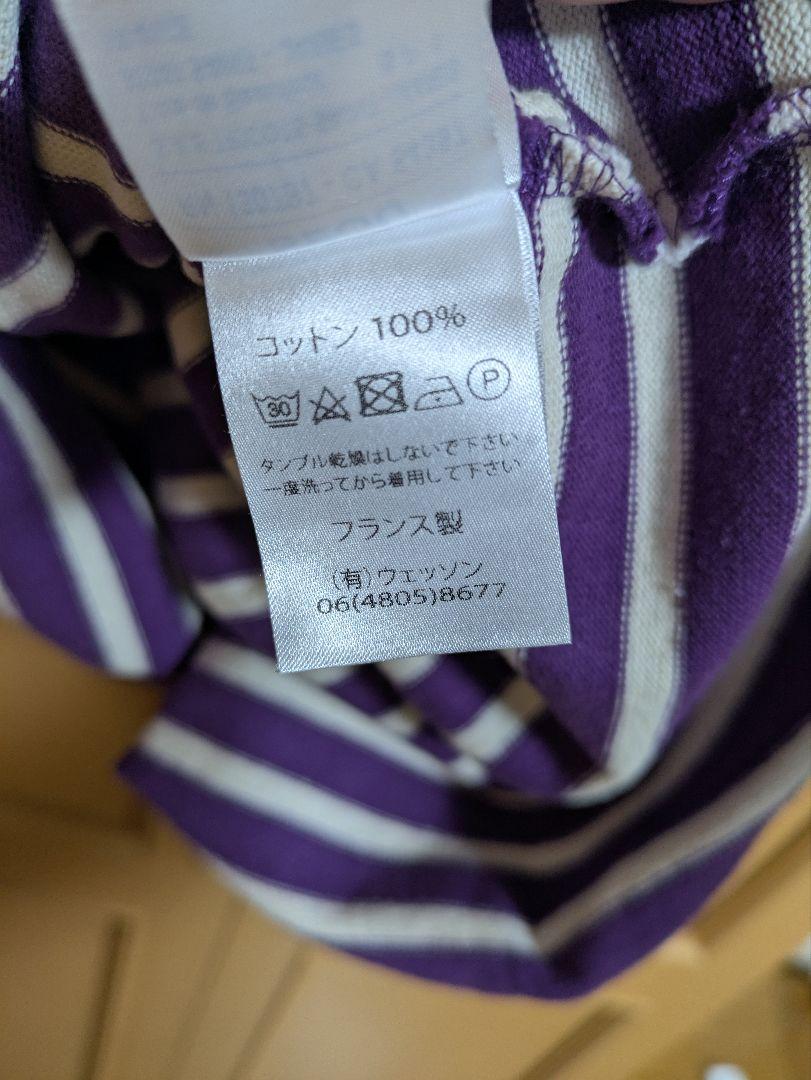 コットン 100%
30 P
タンブル乾燥はしないで下さい
一度洗ってから着用して下さい
フランス製
(有)ウェッソン
06(4805)8677